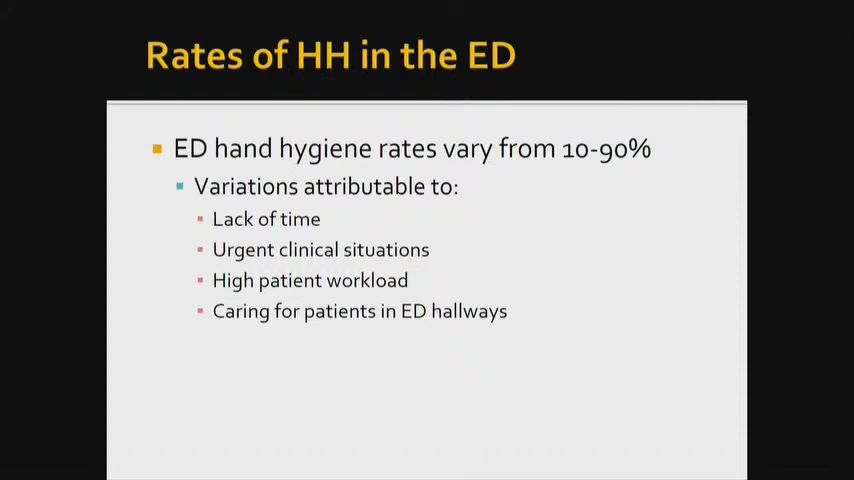 Rates of HH in the ED
ED hand hygiene rates vary from 10-90%
Variations attributable to:
Lack of time
Urgent clinical situations
High patient workload
Caring for patients in ED hallways